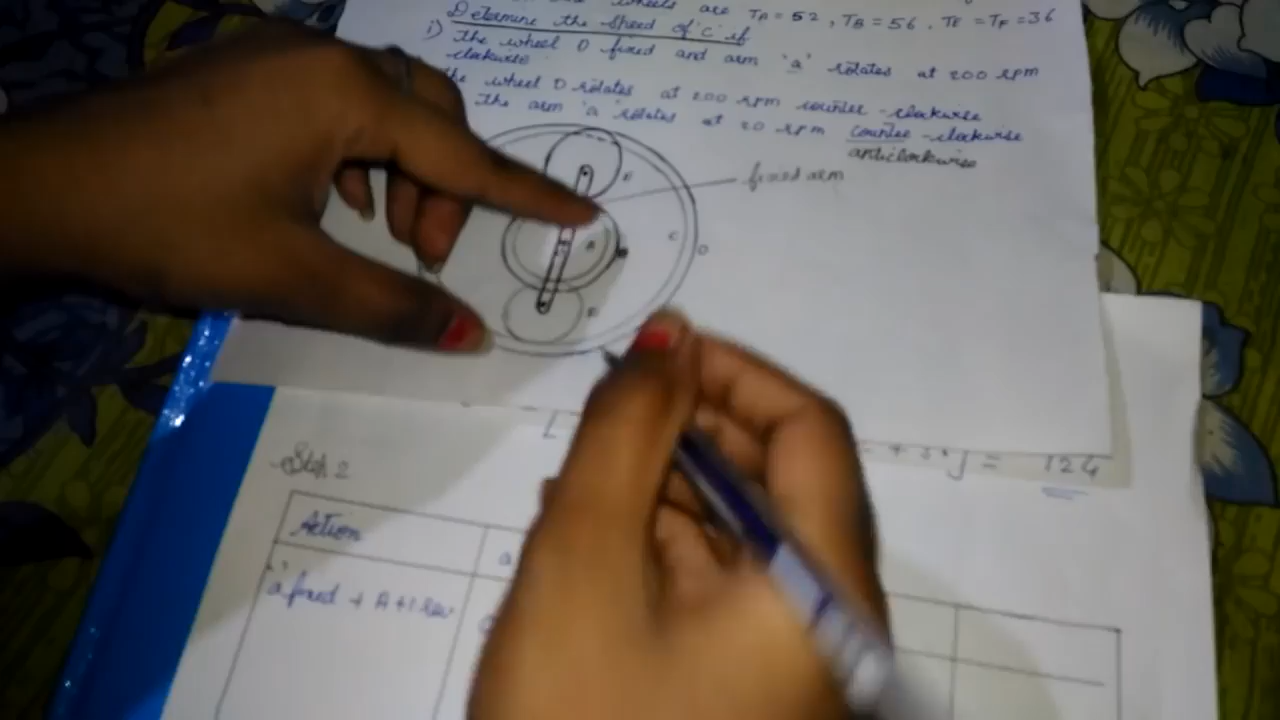 wheels are TA = 52, TB = 56, TE = TF = 36
Determine the speed of 'C' if
i) The wheel D fixed and arm 'a' rotates at 200 rpm
clockwise
The wheel D rotates at 200 rpm counter-clockwise
the arm 'a' rotates at 20 rpm counter-clockwise
anticlockwise
fixed arm
C
D
= 124
Step 2
Action
a
'a' fixed + A+1 rev